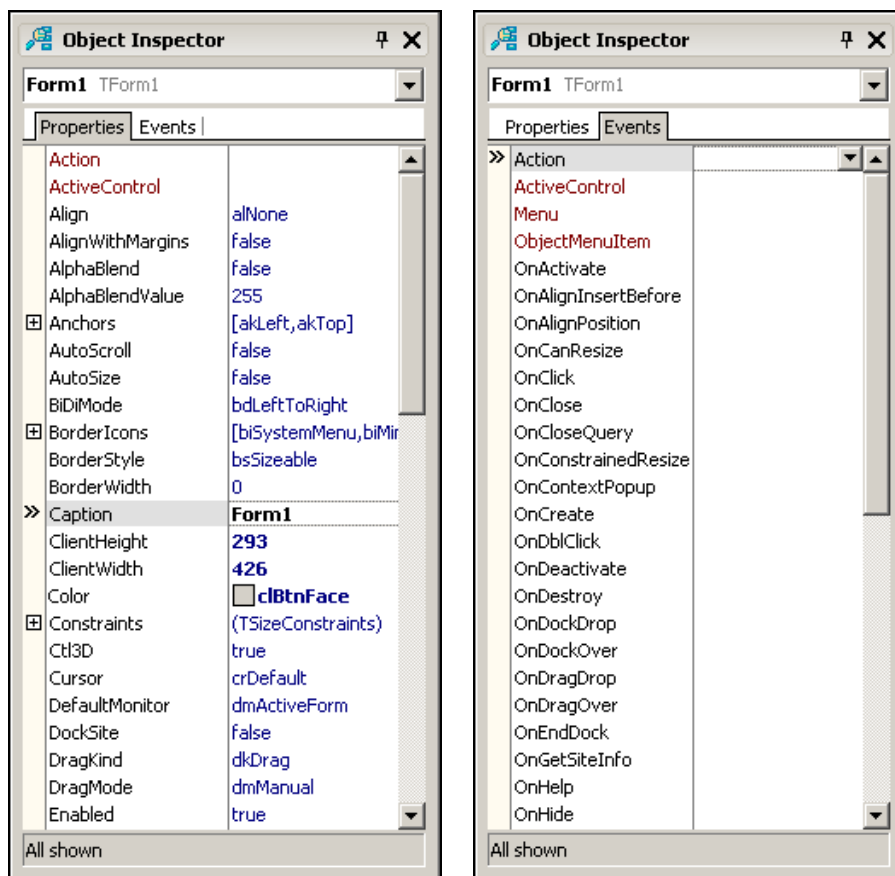 Object Inspector
Form1 TForm1
Properties Events
Action
ActiveControl
Align alNone
AlignWithMargins false
AlphaBlend false
AlphaBlendValue 255
Anchors [akLeft,akTop]
AutoScroll false
AutoSize false
BiDiMode bdLeftToRight
BorderIcons [biSystemMenu,biMin
BorderStyle bsSizeable
BorderWidth 0
Caption Form1
ClientHeight 293
ClientWidth 426
Color clBtnFace
Constraints (TSizeConstraints)
Ctl3D true
Cursor crDefault
DefaultMonitor dmActiveForm
DockSite false
DragKind dkDrag
DragMode dmManual
Enabled true
All shown
Object Inspector
Form1 TForm1
Properties Events
Action
ActiveControl
Menu
ObjectMenuItem
OnActivate
OnAlignInsertBefore
OnAlignPosition
OnCanResize
OnClick
OnClose
OnCloseQuery
OnConstrainedResize
OnContextPopup
OnCreate
OnDblClick
OnDeactivate
OnDestroy
OnDockDrop
OnDockOver
OnDragDrop
OnDragOver
OnEndDock
OnGetSiteInfo
OnHelp
OnHide
All shown